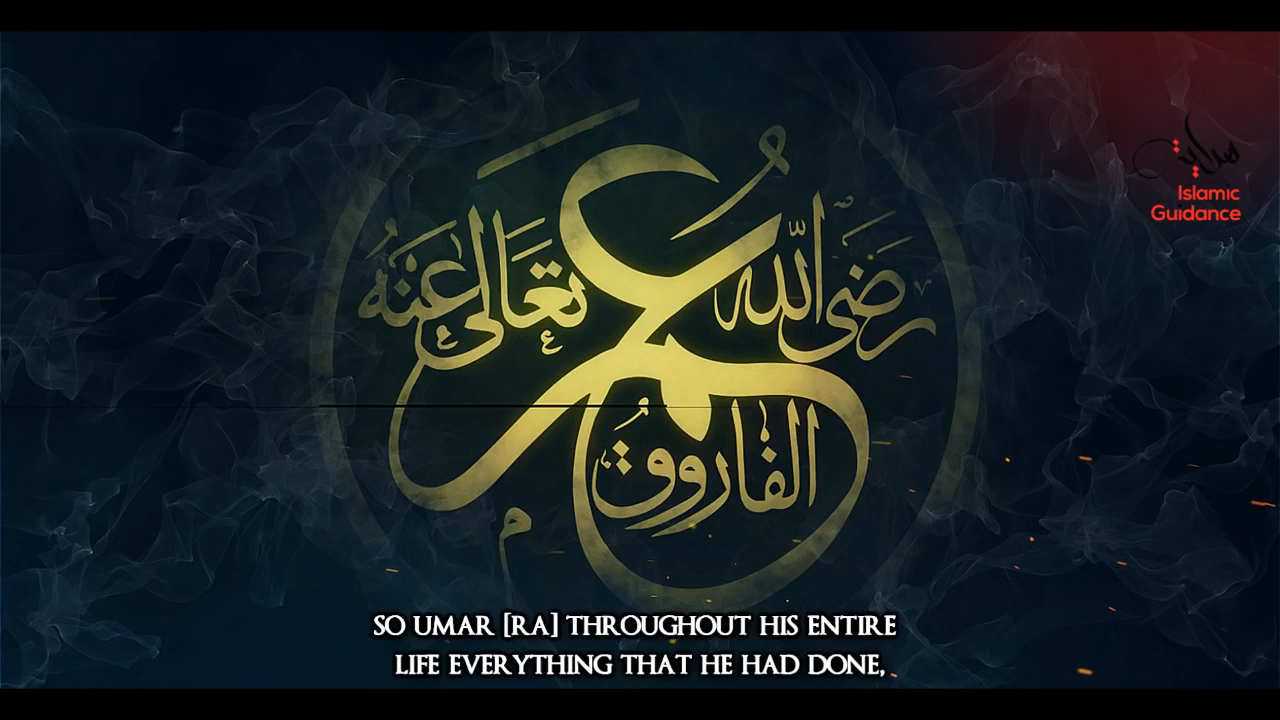 هداية
Islamic
Guidance
عمر
رضي الله تعالى عنه
الفاروق
SO UMAR [RA] THROUGHOUT HIS ENTIRE
LIFE EVERYTHING THAT HE HAD DONE,